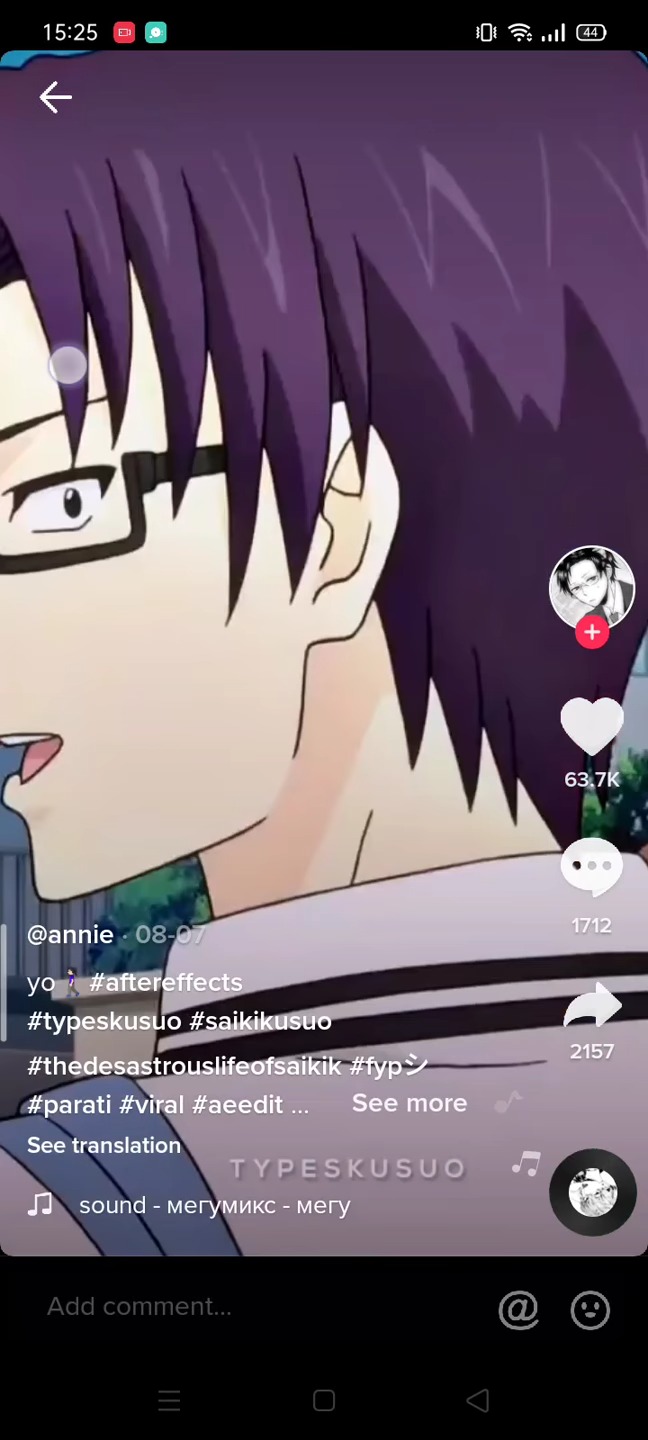 15:25
44
63.7K
1712
@annie · 08-07
yo🚶‍♀️ #aftereffects
#typeskusuo #saikikusuo
2157
#thedesastrouslifeofsaikik #fypシ
#parati #viral #aeedit ... See more
See translation
TYPESKUSUO
sound - мегумикс - мегу
Add comment...